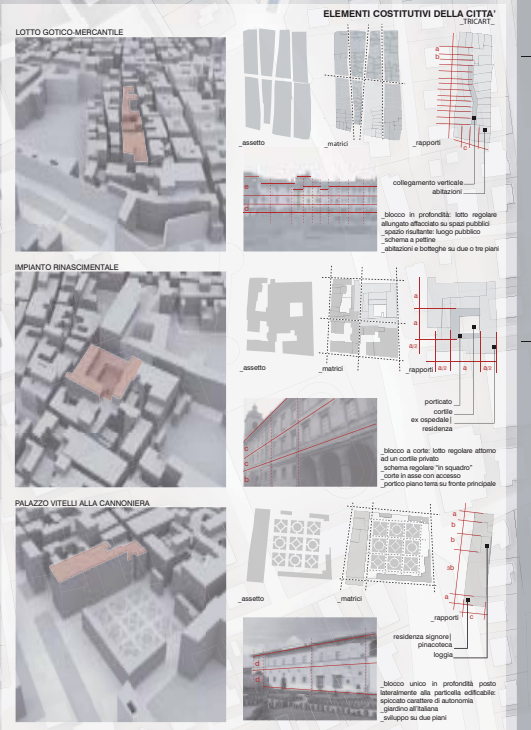 ELEMENTI COSTITUTIVI DELLA CITTA'
_TRICART_
LOTTO GOTICO-MERCANTILE
a
b
c
_assetto
_matrici
_rapporti
collegamento verticale
abitazioni
e
d
_blocco in profondità: lotto regolare
allungato affacciato su spazi pubblici
_spazio risultante: luogo pubblico
_schema a pettine
_abitazioni e botteghe su due o tre piani
IMPIANTO RINASCIMENTALE
a
a
a/2
a/2
a
a/2
_assetto
_matrici
_rapporti
porticato
cortile
ex ospedale|
residenza
c
c
b
_blocco a corte: lotto regolare attorno
ad un cortile privato
_schema regolare "in squadro"
_corte in asse con accesso
_portico piano terra su fronte principale
PALAZZO VITELLI ALLA CANNONIERA
a
b
b
a
c
_assetto
_matrici
_rapporti
residenza signore|
pinacoteca
loggia
d
d
_blocco unico in profondità posto
lateralmente alla particella edificabile:
spiccato carattere di autonomia
_giardino all'italiana
_sviluppo su due piani